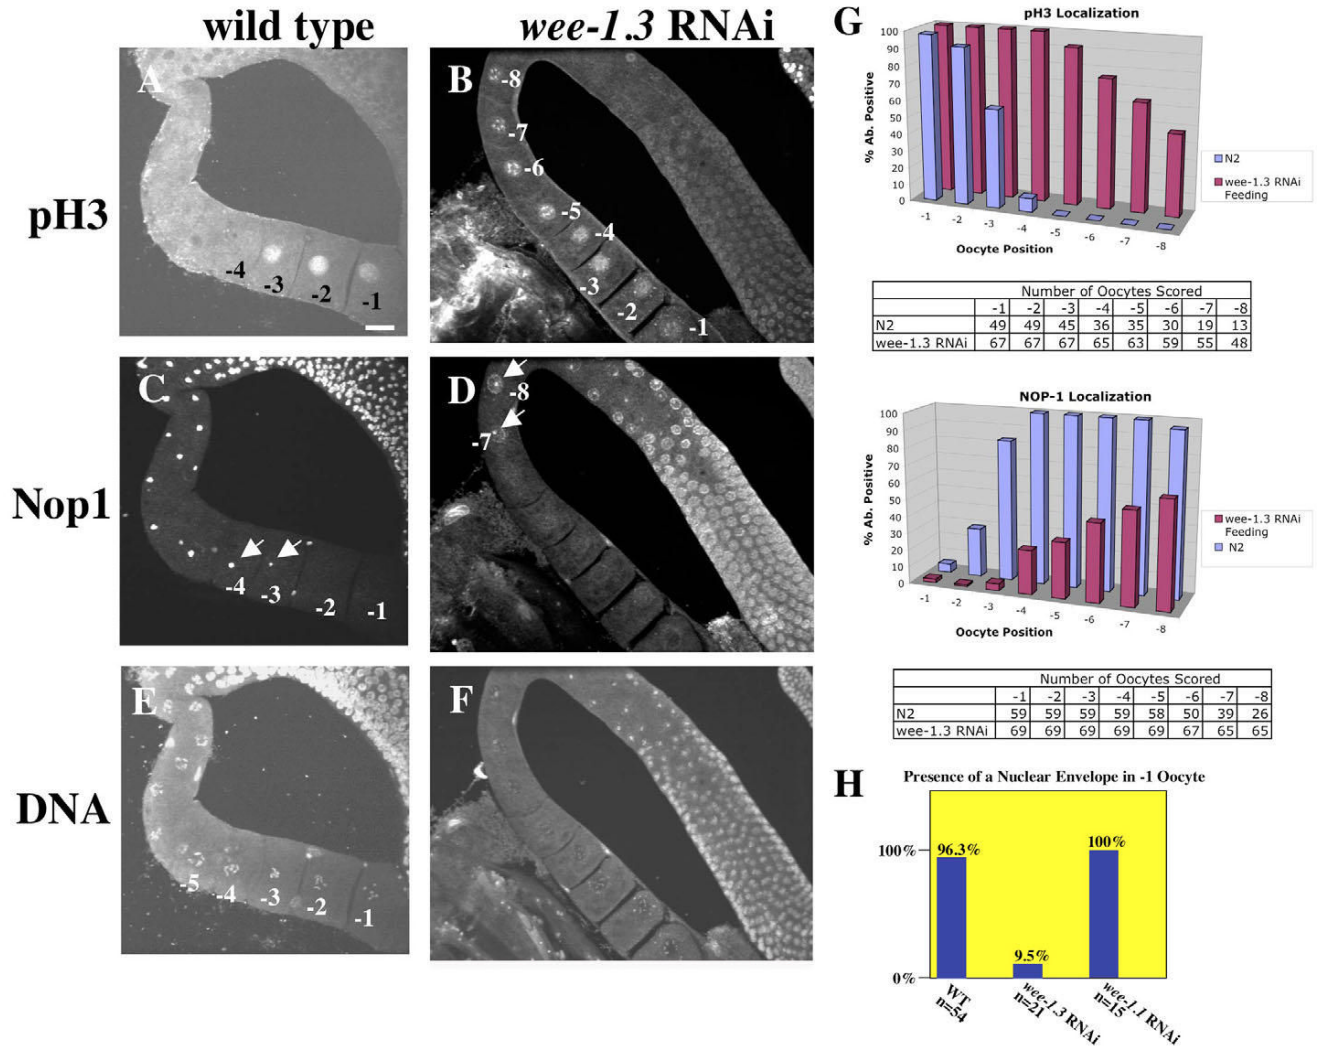 wild type
wee-1.3 RNAi
pH3
A
-4
-3
-2
-1
B
-8
-7
-6
-5
-4
-3
-2
-1
Nop1
C
-4
-3
-2
-1
D
-8
-7
DNA
E
-5
-4
-3
-2
-1
F
G
pH3 Localization
% Ab. Positive
100
90
80
70
60
50
40
30
20
10
0
-1 -2 -3 -4 -5 -6 -7 -8
Oocyte Position
N2
wee-1.3 RNAi
Feeding
Number of Oocytes Scored
-1 -2 -3 -4 -5 -6 -7 -8
N2 49 49 45 36 35 30 19 13
wee-1.3 RNAi 67 67 67 65 63 59 55 48
NOP-1 Localization
% Ab. Positive
100
90
80
70
60
50
40
30
20
10
0
-1 -2 -3 -4 -5 -6 -7 -8
Oocyte Position
wee-1.3 RNAi
Feeding
N2
Number of Oocytes Scored
-1 -2 -3 -4 -5 -6 -7 -8
N2 59 59 59 59 58 50 39 26
wee-1.3 RNAi 69 69 69 69 69 67 65 65
H
Presence of a Nuclear Envelope in -1 Oocyte
100%
0%
96.3%
9.5%
100%
WT
n=54
wee-1.3 RNAi
n=21
wee-1.1 RNAi
n=15